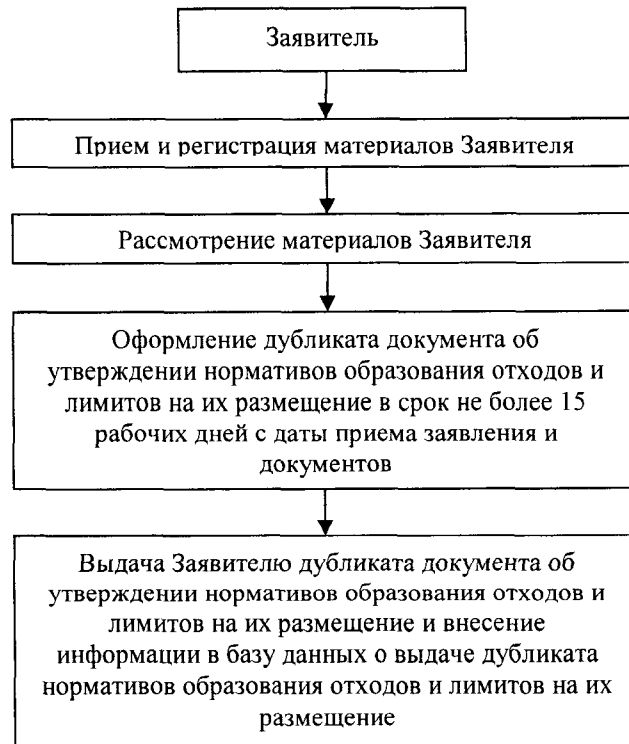 Заявитель
Прием и регистрация материалов Заявителя
Рассмотрение материалов Заявителя
Оформление дубликата документа об
утверждении нормативов образования отходов и
лимитов на их размещение в срок не более 15
рабочих дней с даты приема заявления и
документов
Выдача Заявителю дубликата документа об
утверждении нормативов образования отходов и
лимитов на их размещение и внесение
информации в базу данных о выдаче дубликата
нормативов образования отходов и лимитов на их
размещение